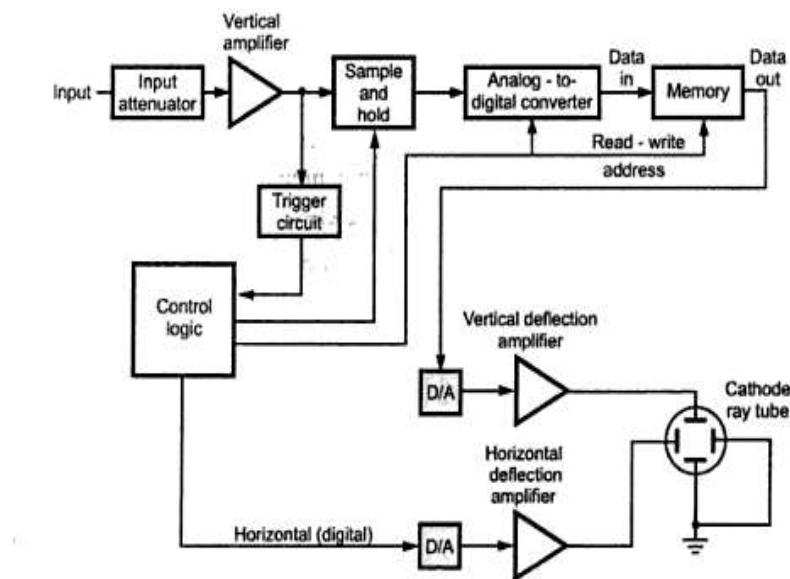 Vertical
amplifier
Input
Input
attenuator
Sample
and
hold
Analog - to-
digital converter
Data
in
Memory
Data
out
Read - write
address
Trigger
circuit
Control
logic
Vertical deflection
amplifier
D/A
Cathode
ray tube
Horizontal
deflection
amplifier
Horizontal (digital)
D/A